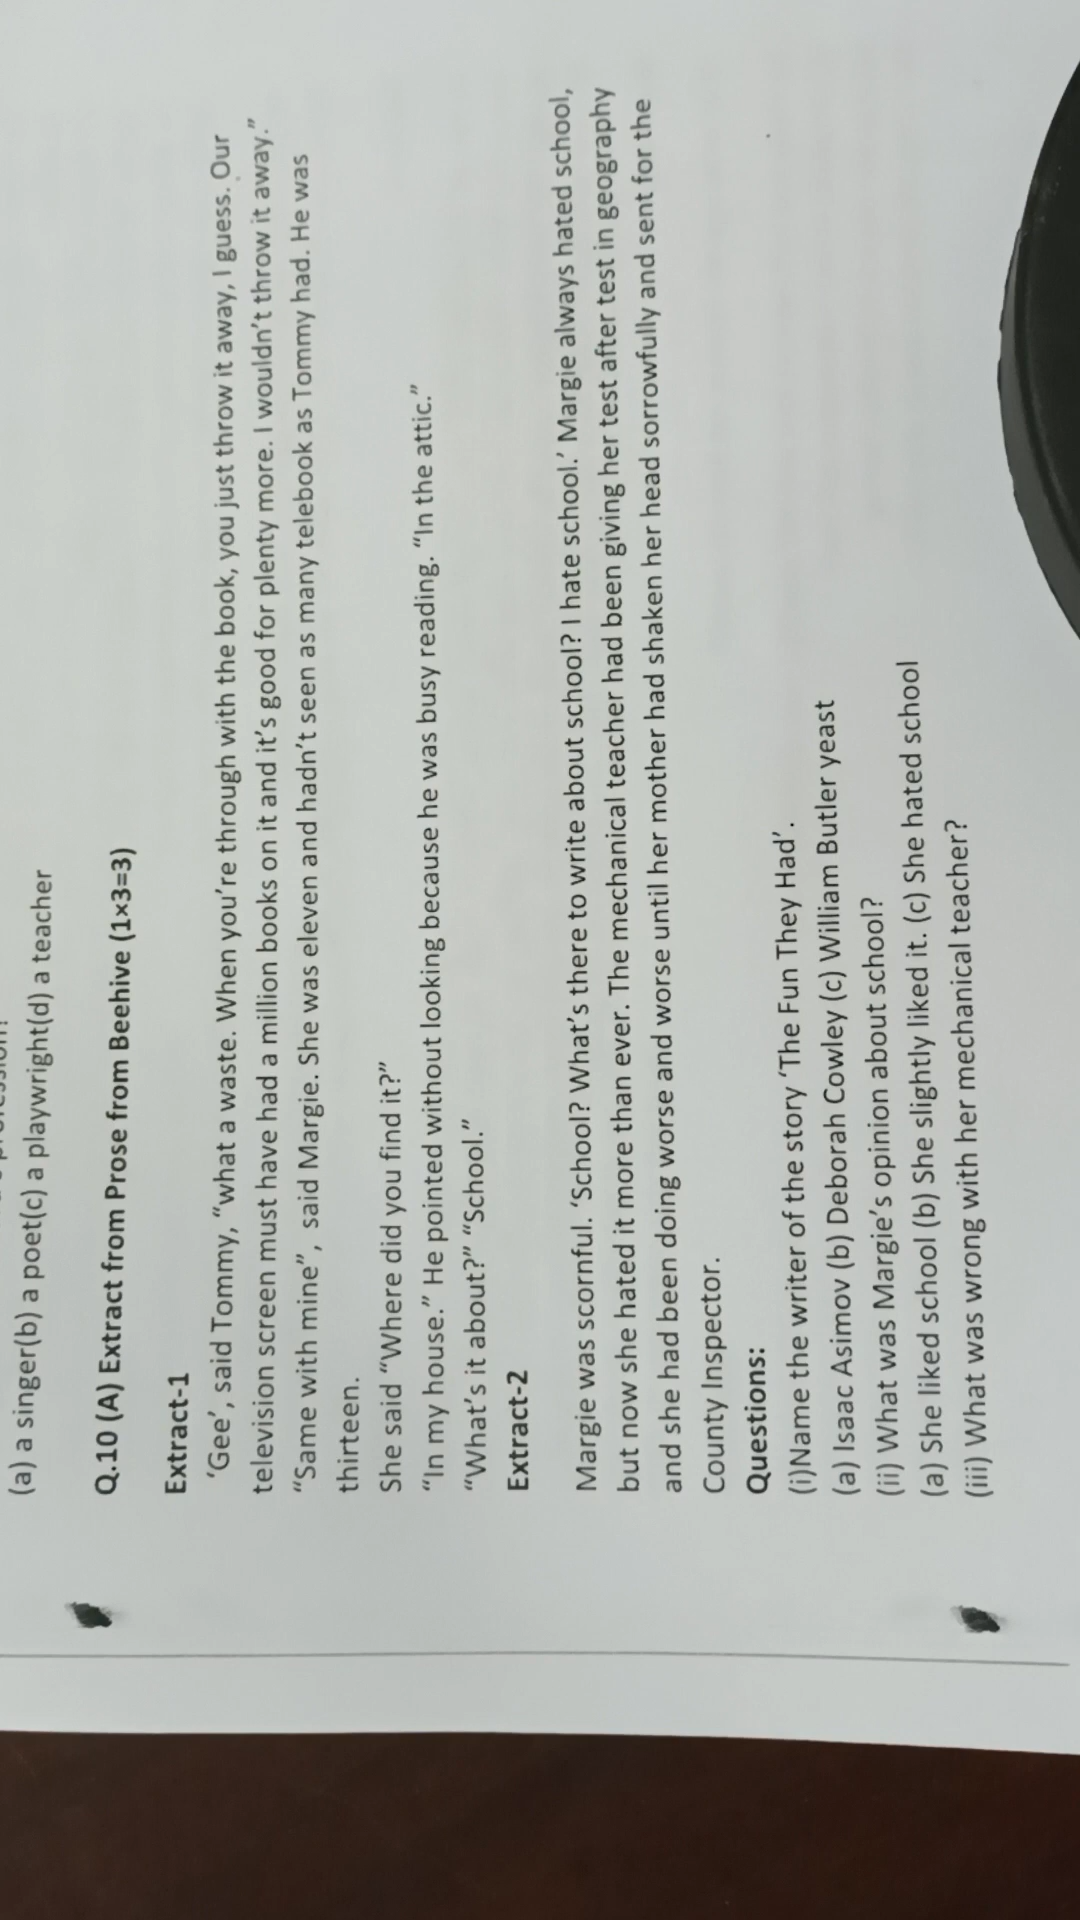 (a) a singer(b) a poet(c) a playwright(d) a teacher
Q.10 (A) Extract from Prose from Beehive (1×3=3)
Extract-1
‘Gee’, said Tommy, “what a waste. When you’re through with the book, you just throw it away, I guess. Our
television screen must have had a million books on it and it’s good for plenty more. I wouldn’t throw it away.”
“Same with mine”, said Margie. She was eleven and hadn’t seen as many telebook as Tommy had. He was
thirteen.
She said “Where did you find it?”
“In my house.” He pointed without looking because he was busy reading. “In the attic.”
“What’s it about?” “School.”
Extract-2
Margie was scornful. ‘School? What’s there to write about school? I hate school.’ Margie always hated school,
but now she hated it more than ever. The mechanical teacher had been giving her test after test in geography
and she had been doing worse and worse until her mother had shaken her head sorrowfully and sent for the
County Inspector.
Questions:
(i)Name the writer of the story ‘The Fun They Had’.
(a) Isaac Asimov (b) Deborah Cowley (c) William Butler yeast
(ii) What was Margie’s opinion about school?
(a) She liked school (b) She slightly liked it. (c) She hated school
(iii) What was wrong with her mechanical teacher?